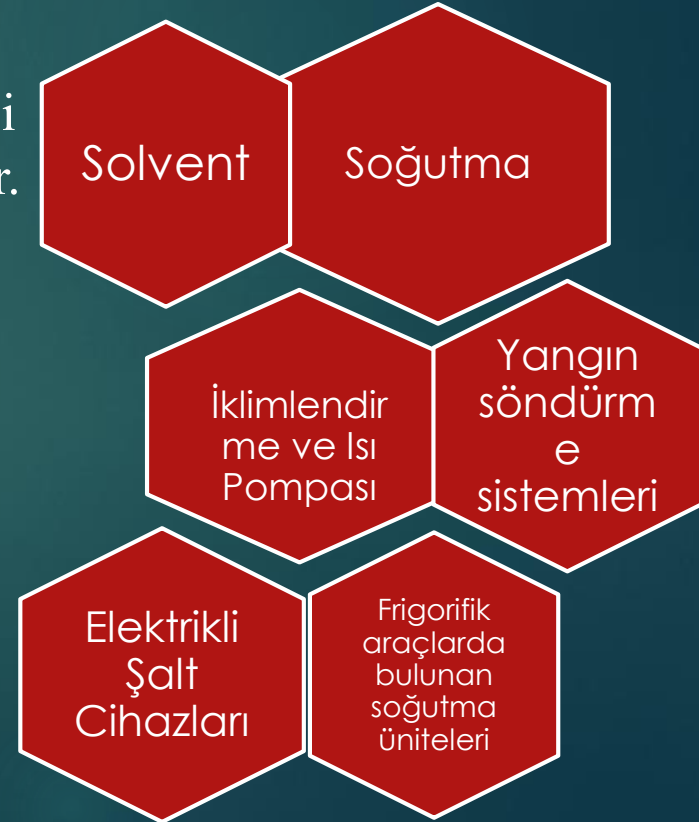 i
r.
Solvent
Soğutma
İklimlendir
me ve Isı
Pompası
Yangın
söndürm
e
sistemleri
Elektrikli
Şalt
Cihazları
Frigorifik
araçlarda
bulunan
soğutma
üniteleri